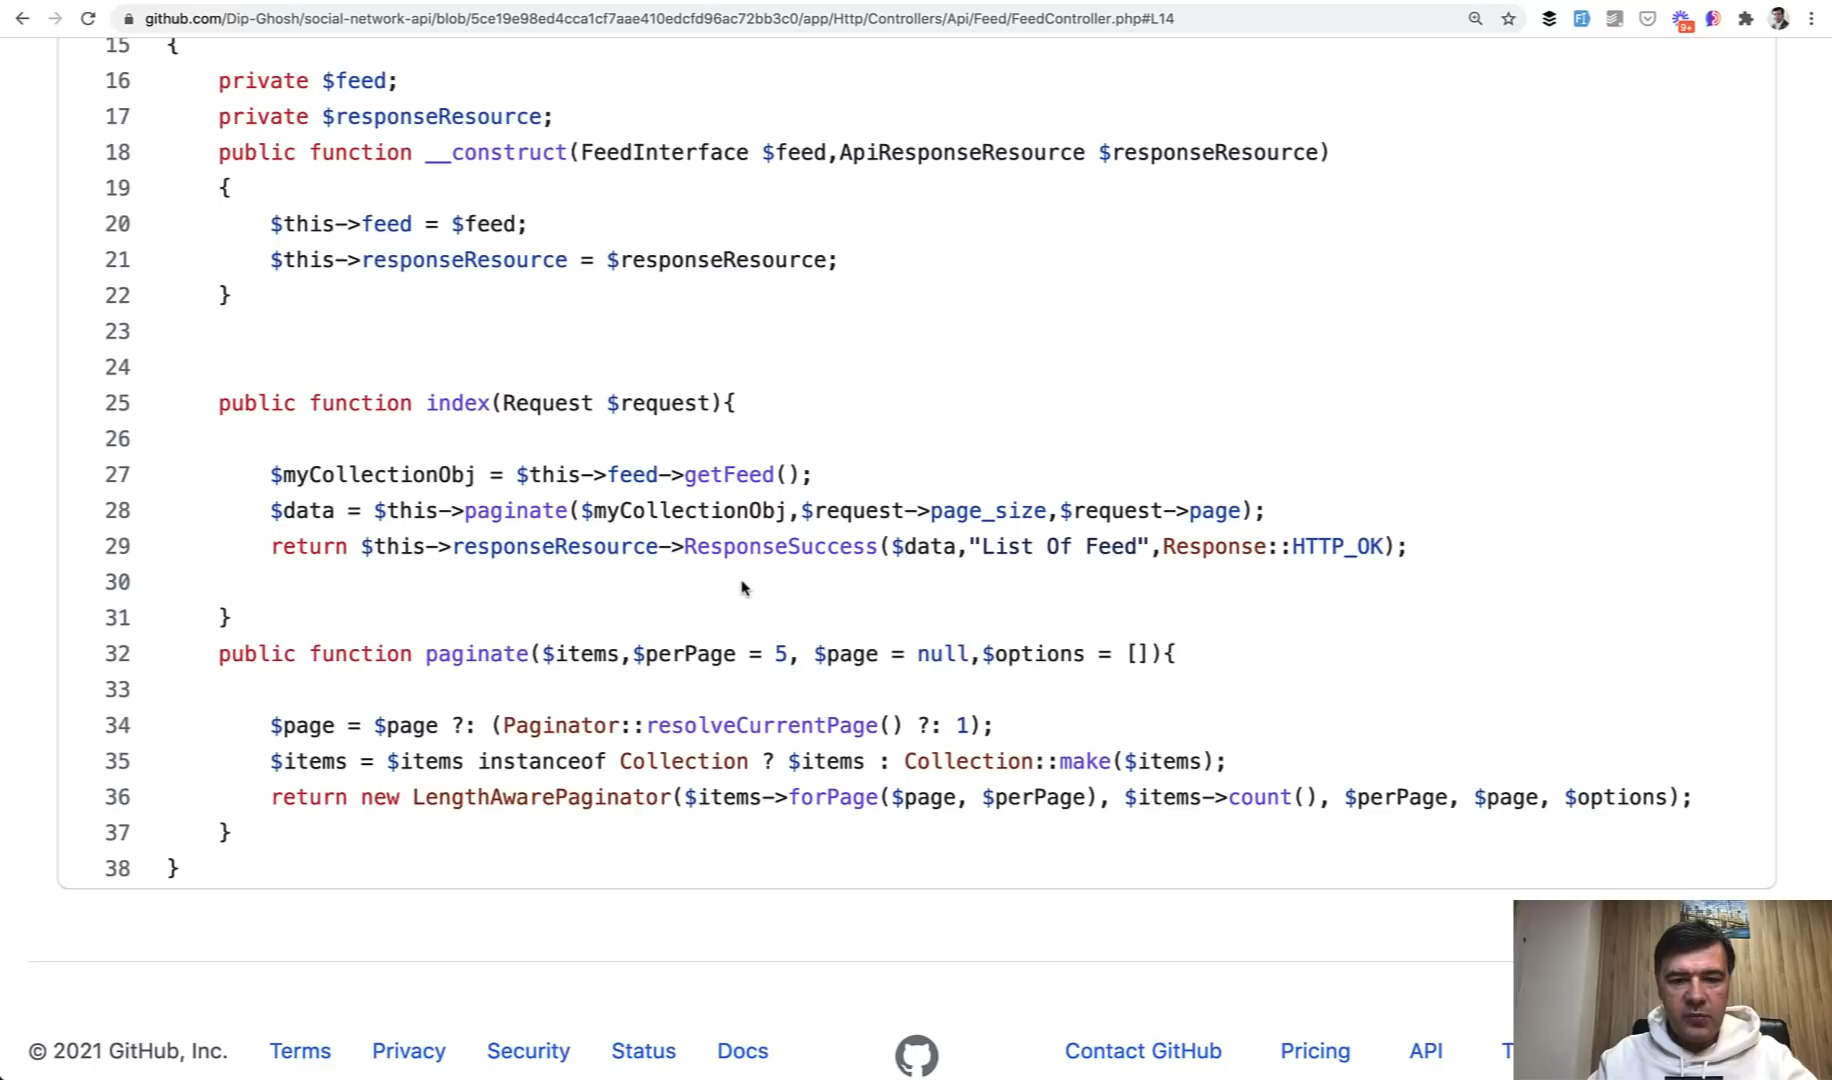 github.com/Dip-Ghosh/social-network-api/blob/5ce19e98ed4cca1cf7aae410edcfd96ac72bb3c0/app/Http/Controllers/Api/Feed/FeedController.php#L14
9+
15 {
16 private $feed;
17 private $responseResource;
18 public function __construct(FeedInterface $feed,ApiResponseResource $responseResource)
19 {
20 $this->feed = $feed;
21 $this->responseResource = $responseResource;
22 }
23
24
25 public function index(Request $request){
26
27 $myCollectionObj = $this->feed->getFeed();
28 $data = $this->paginate($myCollectionObj,$request->page_size,$request->page);
29 return $this->responseResource->ResponseSuccess($data,"List Of Feed",Response::HTTP_OK);
30
31 }
32 public function paginate($items,$perPage = 5, $page = null,$options = []){
33
34 $page = $page ?: (Paginator::resolveCurrentPage() ?: 1);
35 $items = $items instanceof Collection ? $items : Collection::make($items);
36 return new LengthAwarePaginator($items->forPage($page, $perPage), $items->count(), $perPage, $page, $options);
37 }
38 }
© 2021 GitHub, Inc. Terms Privacy Security Status Docs Contact GitHub Pricing API T